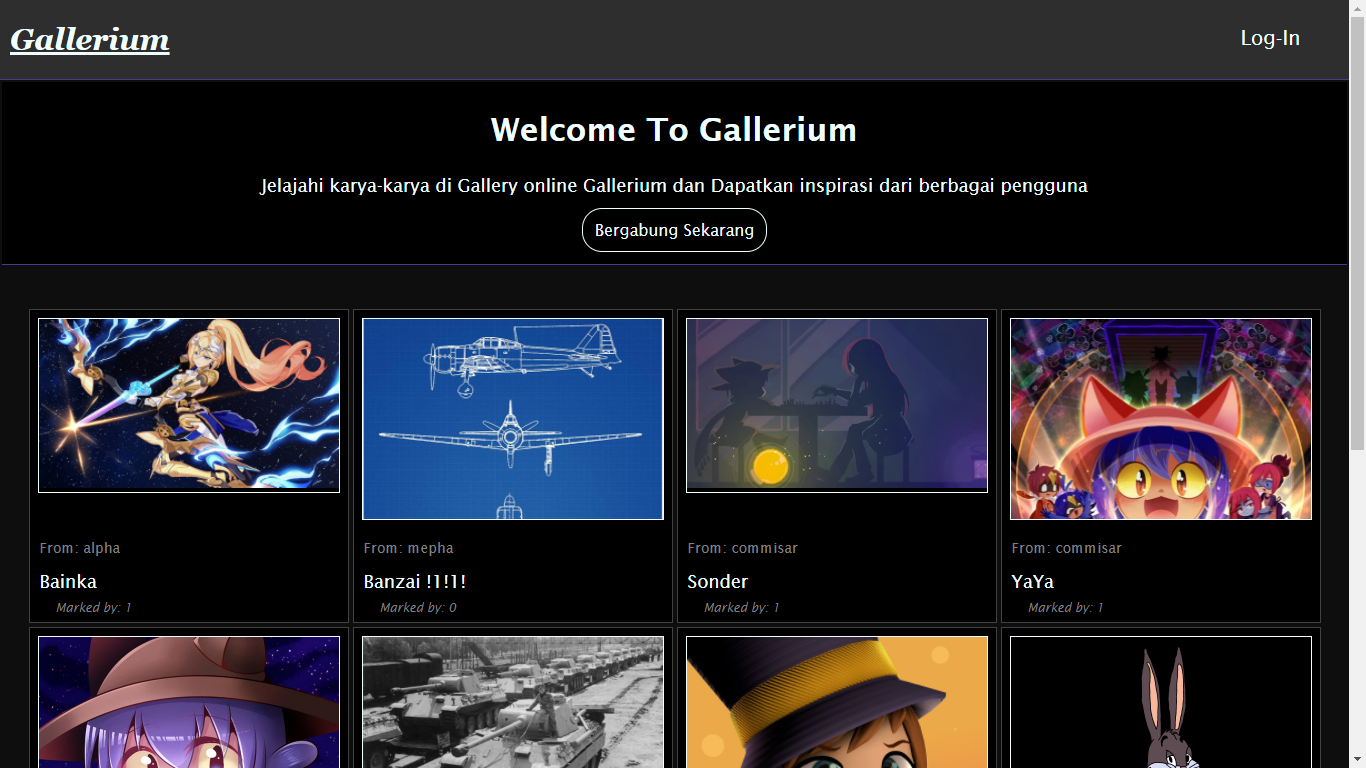 Gallerium
Log-In
Welcome To Gallerium
Jelajahi karya-karya di Gallery online Gallerium dan Dapatkan inspirasi dari berbagai pengguna
Bergabung Sekarang
From: alpha
Bainka
Marked by: 1
From: mepha
Banzai !1!1!
Marked by: 0
From: commisar
Sonder
Marked by: 1
From: commisar
YaYa
Marked by: 1